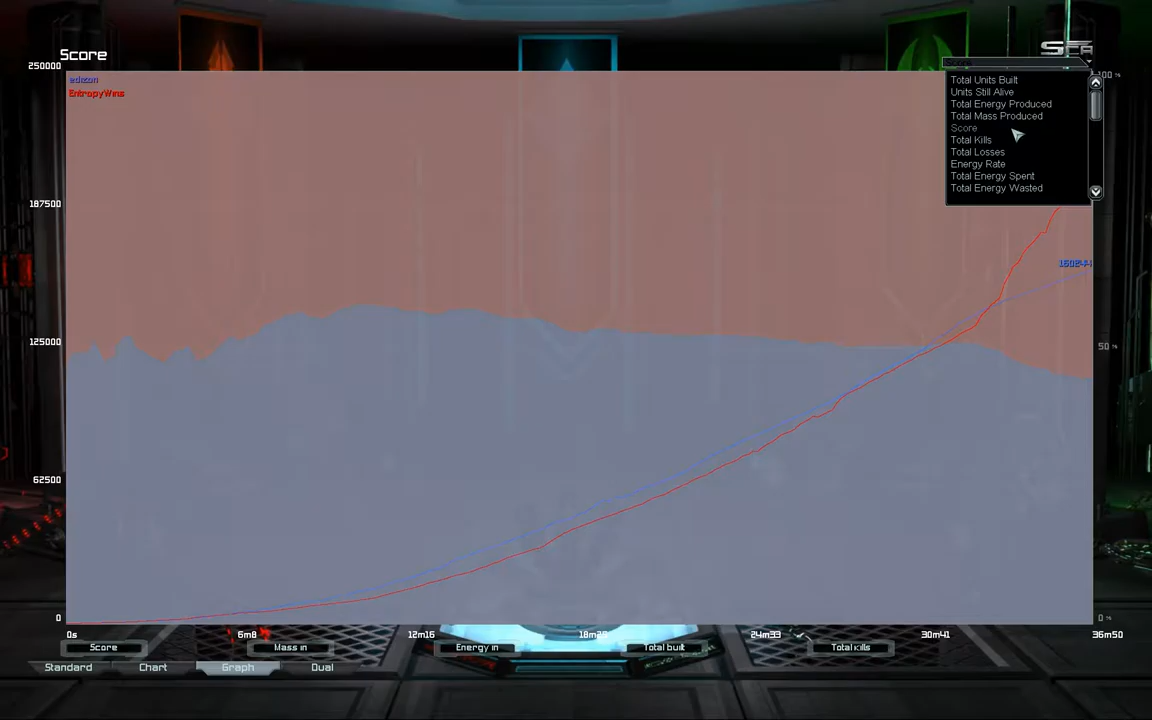 Score
250000
edizon
EntropyWins
Total Units Built
Units Still Alive
Total Energy Produced
Total Mass Produced
Score
Total Kills
Total Losses
Energy Rate
Total Energy Spent
Total Energy Wasted
100 %
187500
125000
50 %
62500
0
0 %
0s
6m8
12m16
24m33
30m41
36m50
Score
Mass in
Energy in
Total built
Total kills
Standard
Chart
Graph
Dual